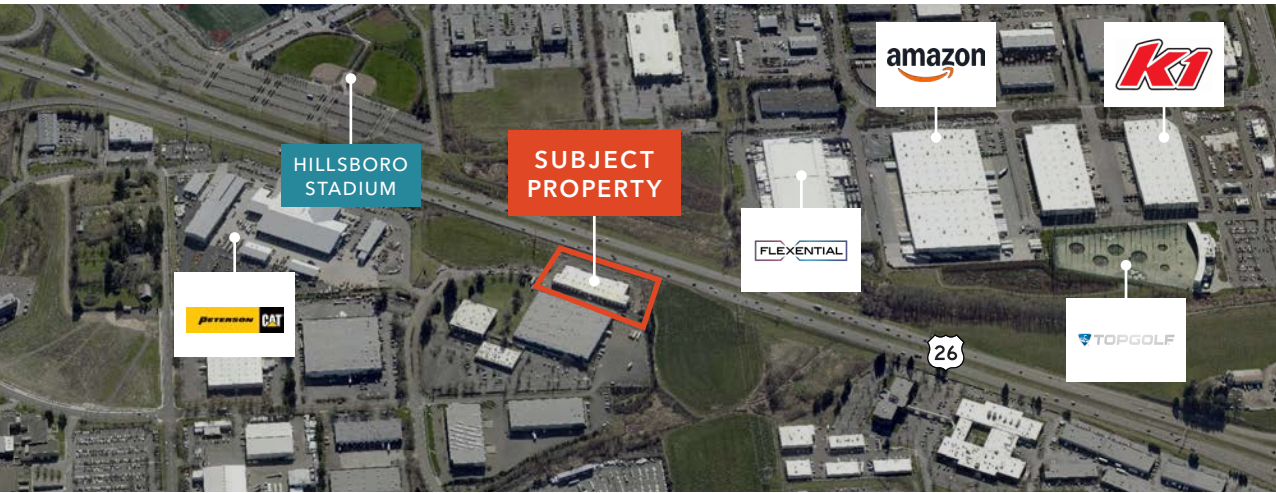 amazon
K1
HILLSBORO
STADIUM
SUBJECT
PROPERTY
FLEXENTIAL
PETERSON CAT
26
TOPGOLF